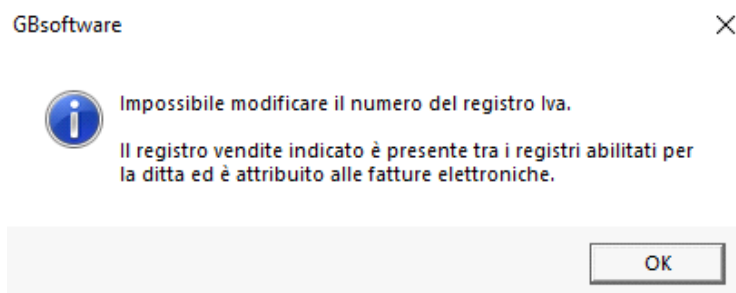 GBsoftware
Impossibile modificare il numero del registro Iva.
Il registro vendite indicato è presente tra i registri abilitati per
la ditta ed è attribuito alle fatture elettroniche.
OK